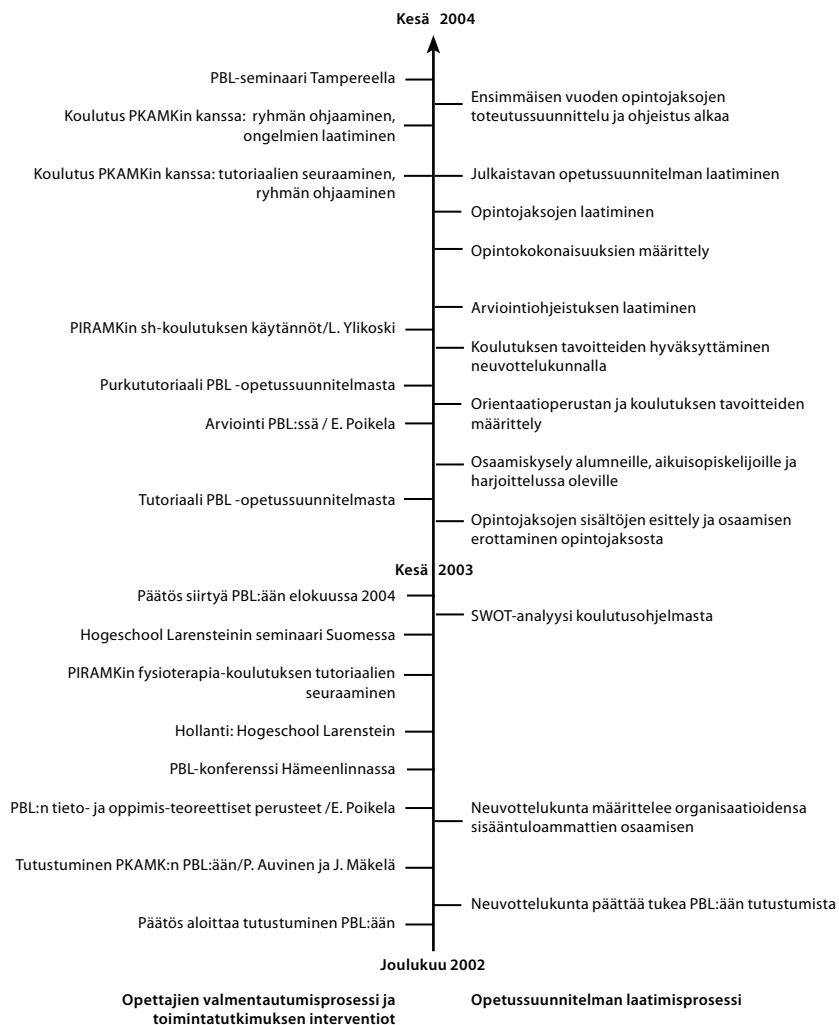 Kesä 2004
PBL-seminaari Tampereella
Ensimmäisen vuoden opintojaksojen
toteutussuunnittelu ja ohjeistus alkaa
Koulutus PKAMKin kanssa: ryhmän ohjaaminen,
ongelmien laatiminen
Koulutus PKAMKin kanssa: tutoriaalien seuraaminen,
ryhmän ohjaaminen
Julkaistavan opetussuunnitelman laatiminen
Opintojaksojen laatiminen
Opintokokonaisuuksien määrittely
Arviointiohjeistuksen laatiminen
PIRAMKin sh-koulutuksen käytännöt/L. Ylikoski
Koulutuksen tavoitteiden hyväksyttäminen
neuvottelukunnalla
Purkututoriaali PBL -opetussuunnitelmasta
Orientaatioperustan ja koulutuksen tavoitteiden
määrittely
Arviointi PBL:ssä / E. Poikela
Osaamiskysely alumneille, aikuisopiskelijoille ja
harjoittelussa oleville
Tutoriaali PBL -opetussuunnitelmasta
Opintojaksojen sisältöjen esittely ja osaamisen
erottaminen opintojaksosta
Kesä 2003
Päätös siirtyä PBL:ään elokuussa 2004
SWOT-analyysi koulutusohjelmasta
Hogeschool Larensteinin seminaari Suomessa
PIRAMKin fysioterapia-koulutuksen tutoriaalien
seuraaminen
Hollanti: Hogeschool Larenstein
PBL-konferenssi Hämeenlinnassa
PBL:n tieto- ja oppimis-teoreettiset perusteet /E. Poikela
Neuvottelukunta määrittelee organisaatioidensa
sisääntuloammattien osaamisen
Tutustuminen PKAMK:n PBL:ään/P. Auvinen ja J. Mäkelä
Neuvottelukunta päättää tukea PBL:ään tutustumista
Päätös aloittaa tutustuminen PBL:ään
Joulukuu 2002
Opettajien valmentautumisprosessi ja
toimintatutkimuksen interventiot
Opetussuunnitelman laatimisprosessi